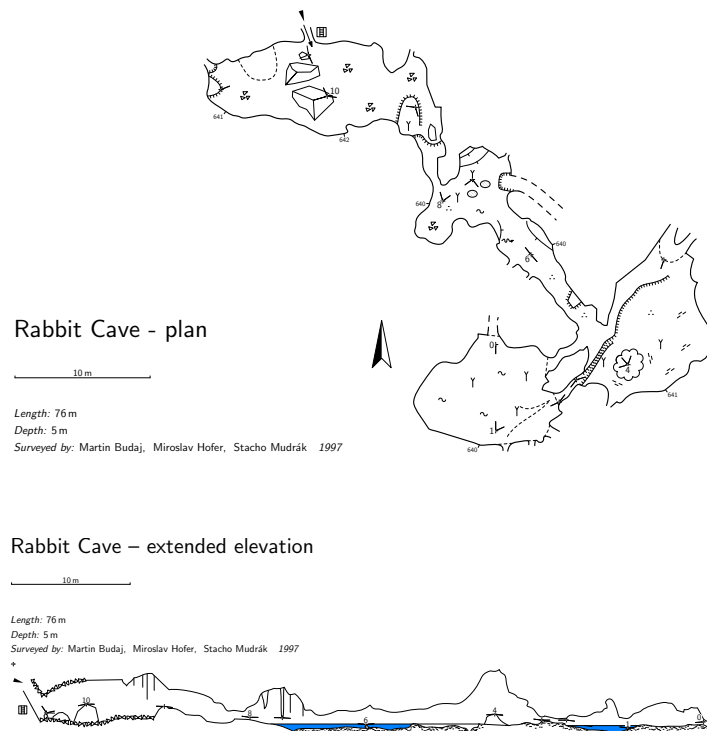 10
641
642
640
8
640
6
Rabbit Cave - plan
0
10 m
4
641
Length: 76 m
Depth: 5 m
1
Surveyed by: Martin Budaj, Miroslav Hofer, Stacho Mudrák 1997
640
Rabbit Cave – extended elevation
10 m
Length: 76 m
Depth: 5 m
Surveyed by: Martin Budaj, Miroslav Hofer, Stacho Mudrák 1997
10
8
6
4
1
0